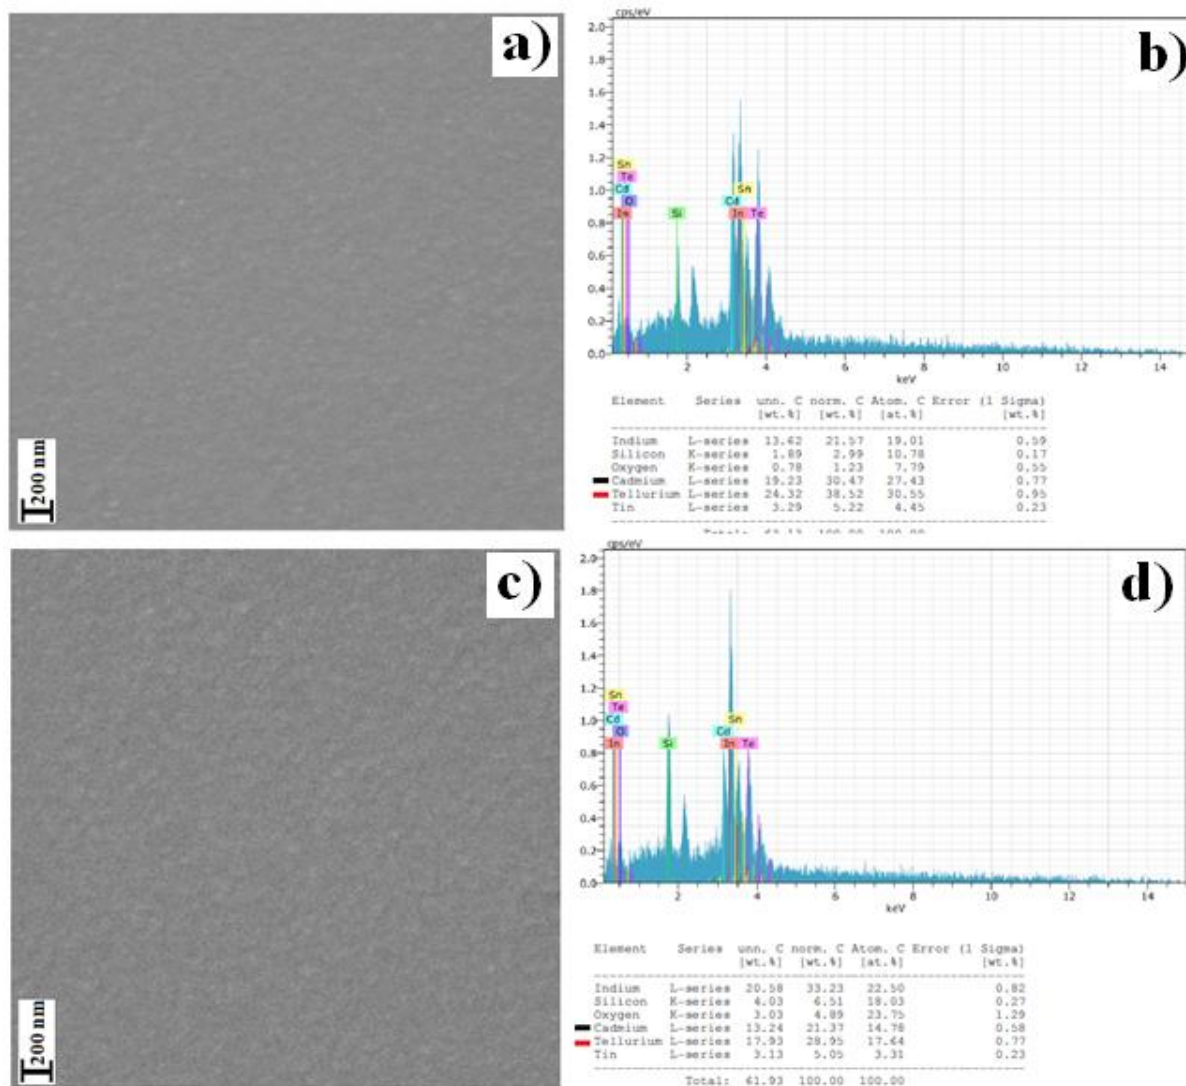 a)
200 nm
cps/eV
b)
2.0
1.8
1.6
1.4
1.2
1.0
0.8
0.6
0.4
0.2
0.0
Sn
Te
Cd
O
In
Si
Sn
Cd
In
Te
2 4 6 8 10 12 14
keV
Element Series unn. C norm. C Atom. C Error (1 Sigma)
[wt.%] [wt.%] [at.%] [wt.%]
Indium L-series 13.62 21.57 19.01 0.59
Silicon K-series 1.89 2.99 10.78 0.17
Oxygen K-series 0.78 1.23 7.79 0.55
Cadmium L-series 19.23 30.47 27.43 0.77
Tellurium L-series 24.32 38.52 30.55 0.95
Tin L-series 3.29 5.22 4.45 0.23
Total: 63.13 100.00 100.00
c)
200 nm
cps/eV
d)
2.0
1.8
1.6
1.4
1.2
1.0
0.8
0.6
0.4
0.2
0.0
Sn
Te
Cd
O
In
Si
Sn
Cd
In
Te
2 4 6 8 10 12 14
keV
Element Series unn. C norm. C Atom. C Error (1 Sigma)
[wt.%] [wt.%] [at.%] [wt.%]
Indium L-series 20.58 33.23 22.50 0.82
Silicon K-series 4.03 6.51 18.03 0.27
Oxygen K-series 3.03 4.89 23.75 1.29
Cadmium L-series 13.24 21.37 14.78 0.58
Tellurium L-series 17.93 28.95 17.64 0.77
Tin L-series 3.13 5.05 3.31 0.23
Total: 61.93 100.00 100.00